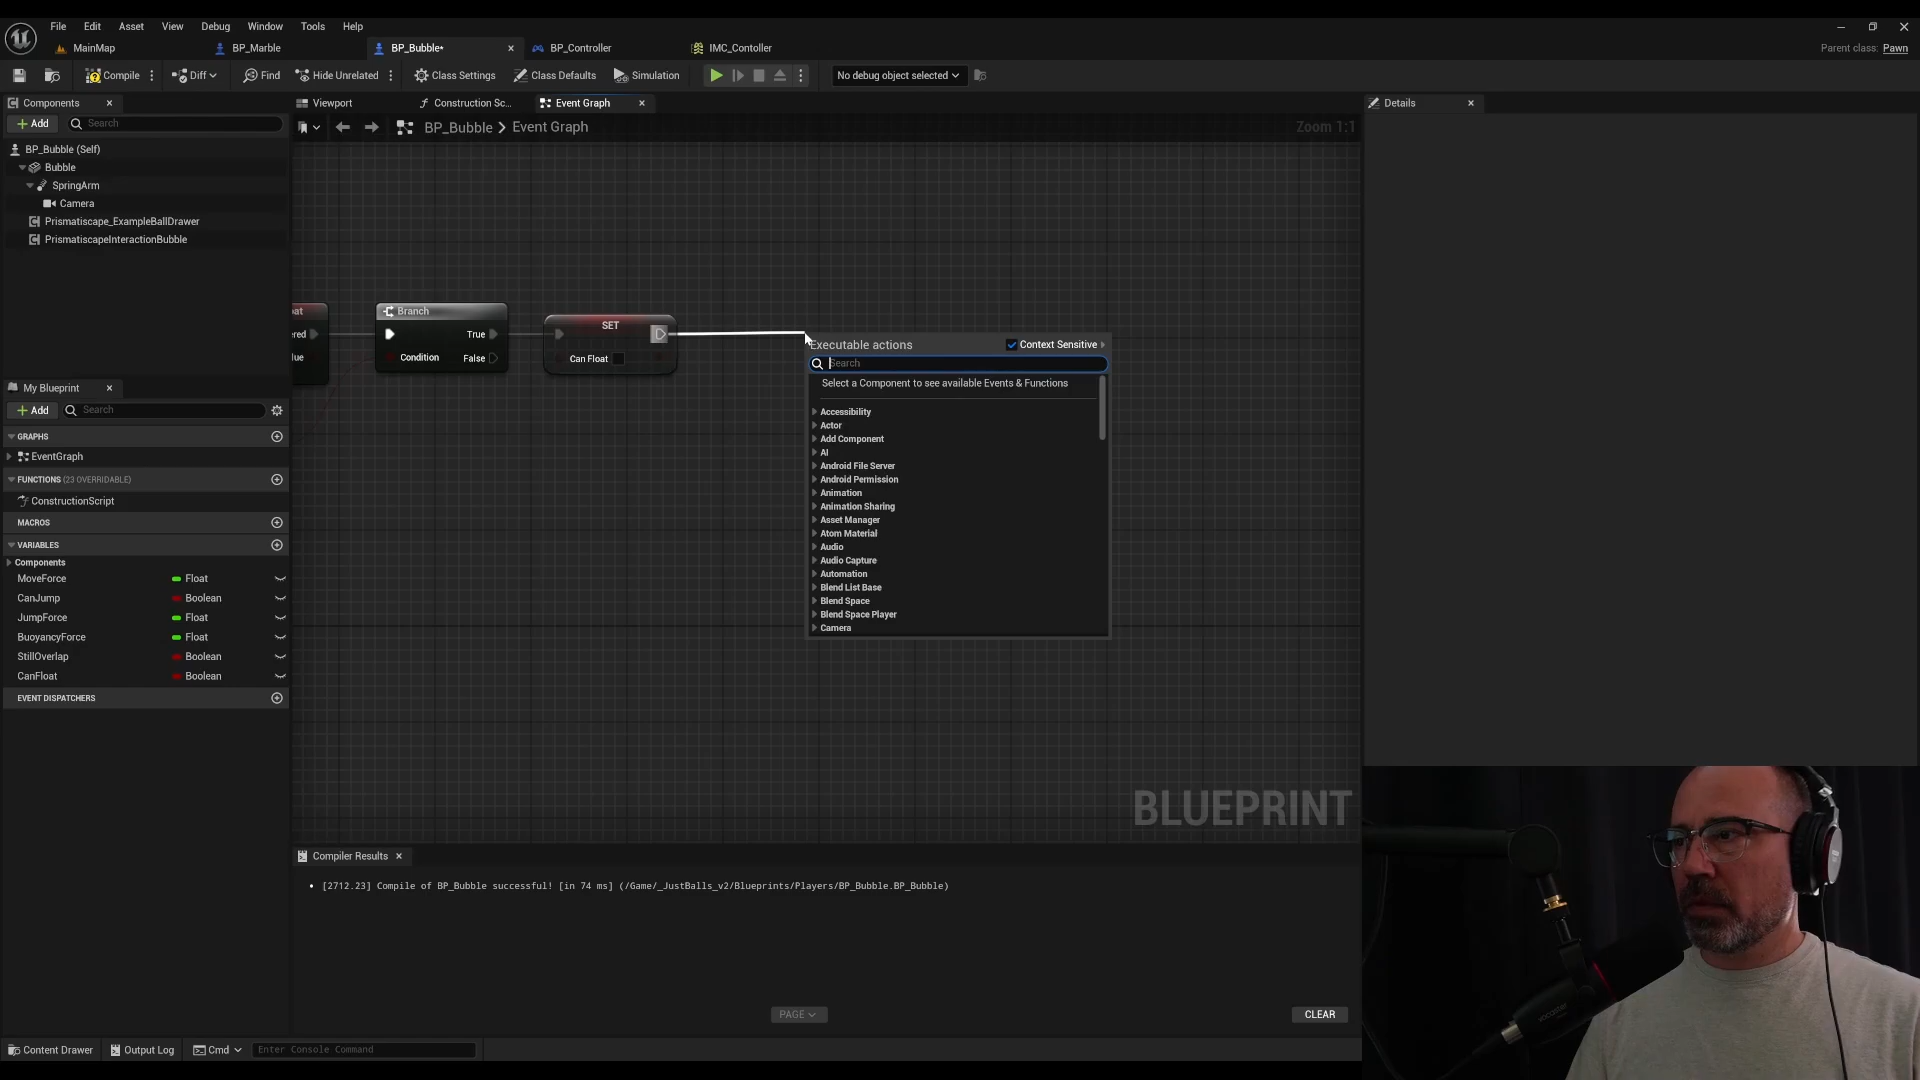 File Edit Asset View Debug Window Tools Help
MainMap BP_Marble BP_Bubble* BP_Controller IMC_Contoller Parent class: Pawn
Compile Diff Find Hide Unrelated Class Settings Class Defaults Simulation No debug object selected
Components Viewport Construction Sc... Event Graph Details
Add Search BP_Bubble Event Graph Zoom 1:1
BP_Bubble (Self)
Bubble
SpringArm
Camera
Prismatiscape_ExampleBallDrawer
PrismatiscapeInteractionBubble
My Blueprint
Add Search
GRAPHS
EventGraph
FUNCTIONS (23 OVERRIDABLE)
ConstructionScript
MACROS
VARIABLES
Components
MoveForce Float
CanJump Boolean
JumpForce Float
BuoyancyForce Float
StillOverlap Boolean
CanFloat Boolean
EVENT DISPATCHERS
oat
ered
lue
Branch
True
Condition False
SET
Can Float
Executable actions Context Sensitive
Search
Select a Component to see available Events & Functions
Accessibility
Actor
Add Component
AI
Android File Server
Android Permission
Animation
Animation Sharing
Asset Manager
Atom Material
Audio
Audio Capture
Automation
Blend List Base
Blend Space
Blend Space Player
Camera
BLUEPRINT
Compiler Results
[2712.23] Compile of BP_Bubble successful! [in 74 ms] (/Game/_JustBalls_v2/Blueprints/Players/BP_Bubble.BP_Bubble)
PAGE CLEAR
Content Drawer Output Log Cmd Enter Console Command